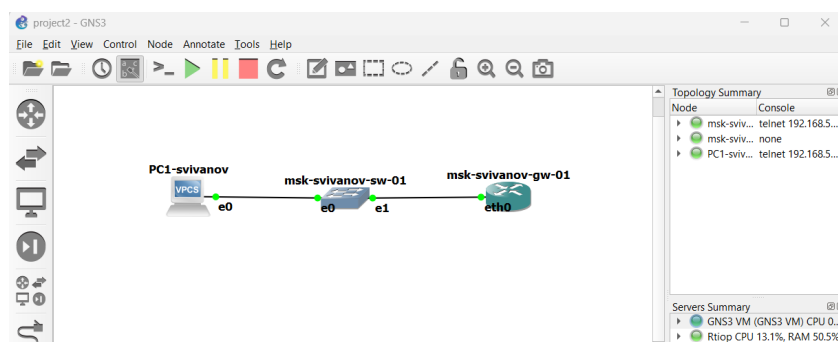 project2 - GNS3
File Edit View Control Node Annotate Tools Help
Topology Summary
Node Console
msk-sviv... telnet 192.168.5...
msk-sviv... none
PC1-sviv... telnet 192.168.5...
PC1-svivanov
msk-svivanov-sw-01
msk-svivanov-gw-01
VPCS
e0
e0
e1
eth0
Servers Summary
GNS3 VM (GNS3 VM) CPU 0...
Rtiop CPU 13.1%, RAM 50.5%